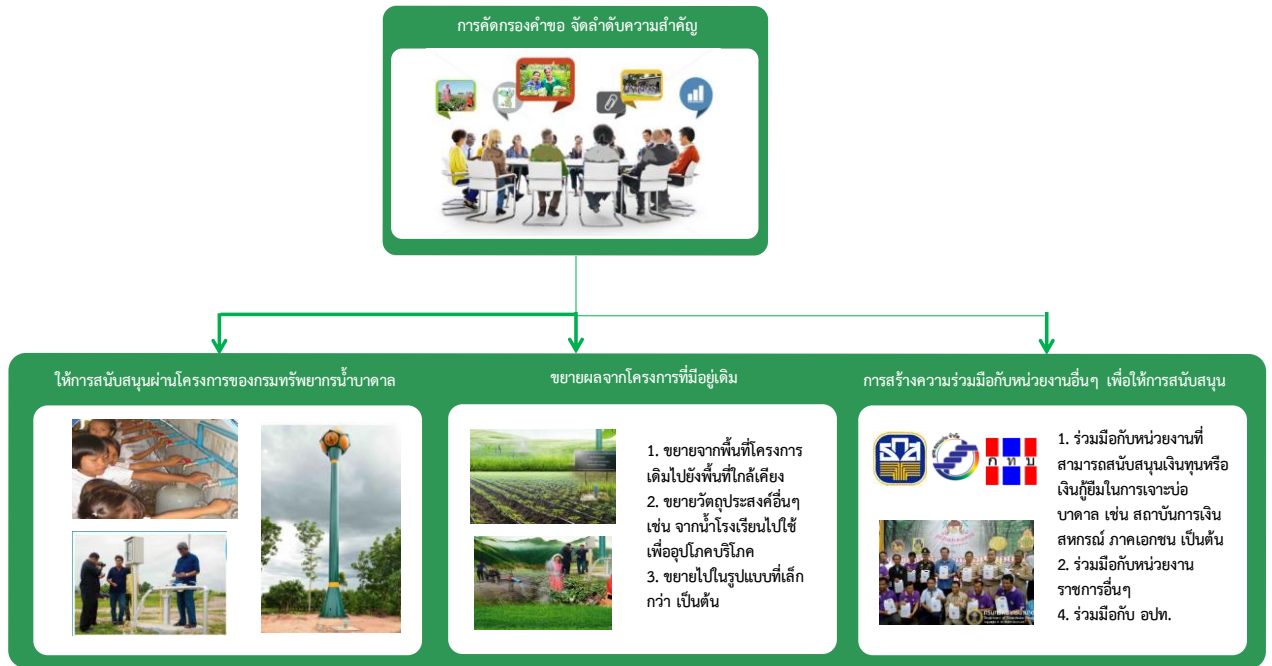 การคัดกรองคำขอ จัดลำดับความสำคัญ
ให้การสนับสนุนผ่านโครงการของกรมทรัพยากรน้ำบาดาล
ขยายผลจากโครงการที่มีอยู่เดิม
1. ขยายจากพื้นที่โครงการ
เดิมไปยังพื้นที่ใกล้เคียง
2. ขยายวัตถุประสงค์อื่นๆ
เช่น จากน้ำโรงเรียนไปใช้
เพื่ออุปโภคบริโภค
3. ขยายไปในรูปแบบที่เล็ก
กว่า เป็นต้น
การสร้างความร่วมมือกับหน่วยงานอื่นๆ เพื่อให้การสนับสนุน
ธกส
ก ท บ
1. ร่วมมือกับหน่วยงานที่
สามารถสนับสนุนเงินทุนหรือ
เงินกู้ยืมในการเจาะบ่อ
บาดาล เช่น สถาบันการเงิน
สหกรณ์ ภาคเอกชน เป็นต้น
2. ร่วมมือกับหน่วยงาน
ราชการอื่นๆ
4. ร่วมมือกับ อปท.